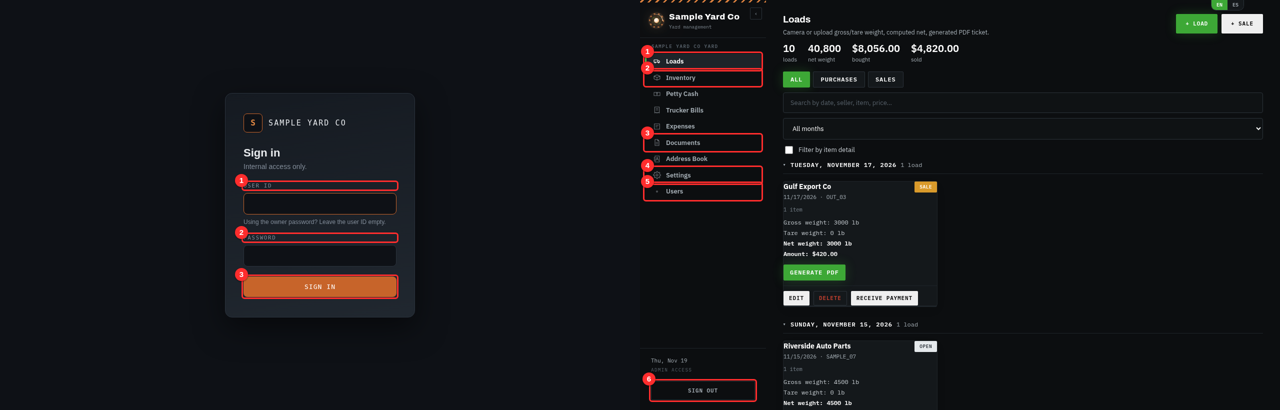 S SAMPLE YARD CO
Sign in
Internal access only.
1
SER ID
Using the owner password? Leave the user ID empty.
2
ASSWORD
3
SIGN IN
Sample Yard Co
Yard management
SAMPLE YARD CO YARD
1
Loads
2
Inventory
Petty Cash
Trucker Bills
Expenses
3
Documents
Address Book
4
Settings
5
Users
Thu, Nov 19
ADMIN ACCESS
6
SIGN OUT
EN ES
Loads
Camera or upload gross/tare weight, computed net, generated PDF ticket.
+ LOAD + SALE
10 40,800 $8,056.00 $4,820.00
loads net weight bought sold
ALL PURCHASES SALES
Search by date, seller, item, price...
All months
Filter by item detail
TUESDAY, NOVEMBER 17, 2026 1 load
Gulf Export Co SALE
11/17/2026 · OUT_03
1 item
Gross weight: 3000 lb
Tare weight: 0 lb
Net weight: 3000 lb
Amount: $420.00
GENERATE PDF
EDIT DELETE RECEIVE PAYMENT
SUNDAY, NOVEMBER 15, 2026 1 load
Riverside Auto Parts OPEN
11/15/2026 · SAMPLE_07
1 item
Gross weight: 4500 lb
Tare weight: 0 lb
Net weight: 4500 lb